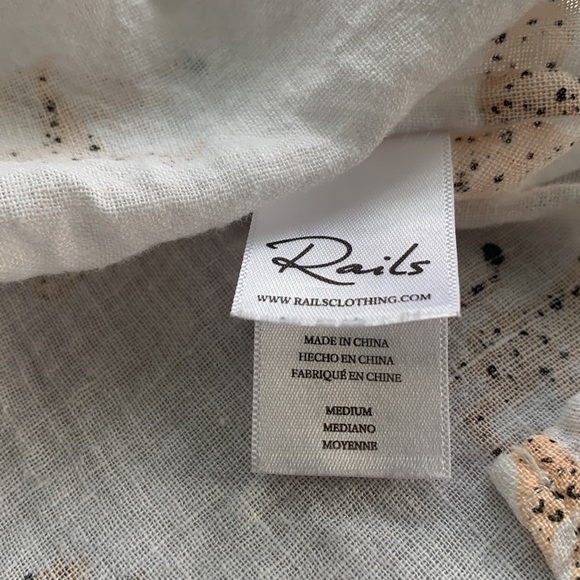 Rails
WWW.RAILSCLOTHING.COM
MADE IN CHINA
HECHO EN CHINA
FABRIQUÉ EN CHINE
MEDIUM
MEDIANO
MOYENNE